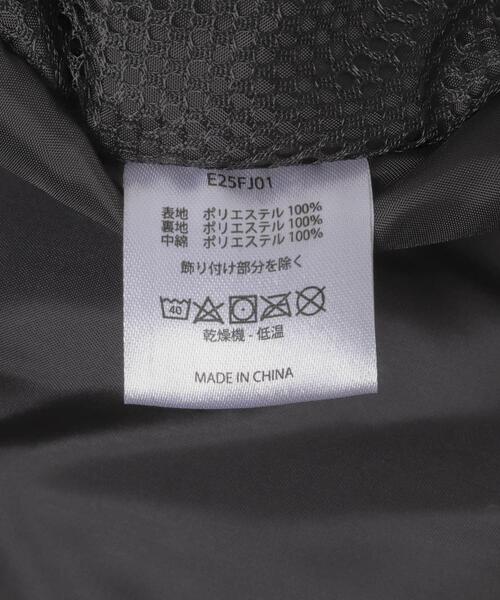 E25FJ01
表地 ポリエステル 100%
裏地 ポリエステル 100%
中綿 ポリエステル 100%
飾り付け部分を除く
40
乾燥機 - 低温
MADE IN CHINA